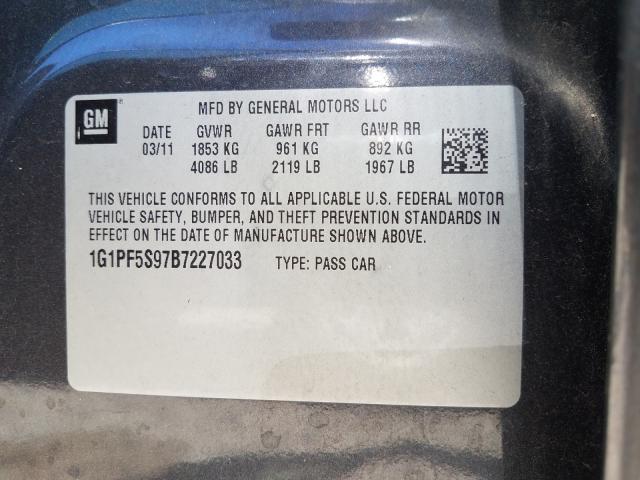 GM
®
MFD BY GENERAL MOTORS LLC
DATE GVWR GAWR FRT GAWR RR
03/11 1853 KG 961 KG 892 KG
4086 LB 2119 LB 1967 LB
THIS VEHICLE CONFORMS TO ALL APPLICABLE U.S. FEDERAL MOTOR
VEHICLE SAFETY, BUMPER, AND THEFT PREVENTION STANDARDS IN
EFFECT ON THE DATE OF MANUFACTURE SHOWN ABOVE.
1G1PF5S97B7227033 TYPE: PASS CAR